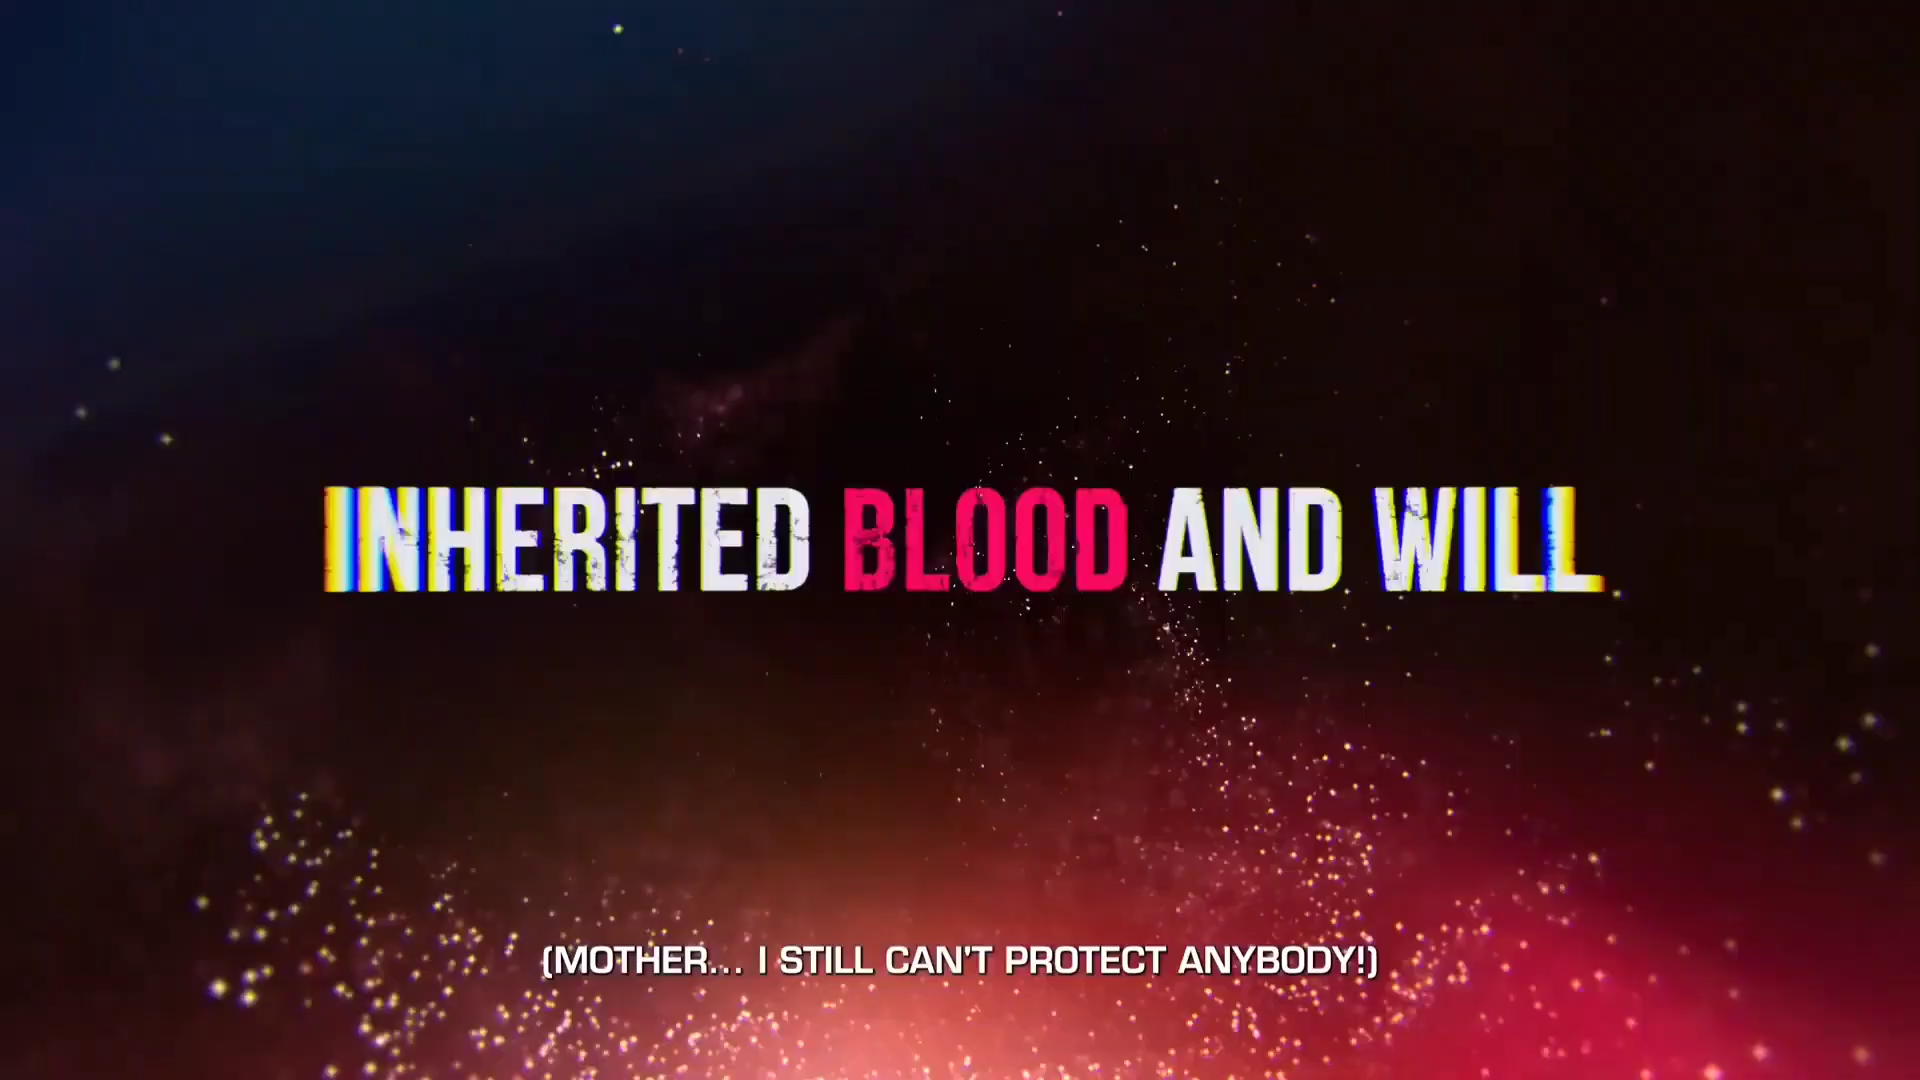 INHERITED BLOOD AND WILL
(MOTHER... I STILL CAN'T PROTECT ANYBODY!)